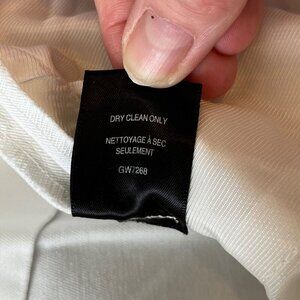 DRY CLEAN ONLY
NETTOYAGE À SEC
SEULEMENT
GW7268